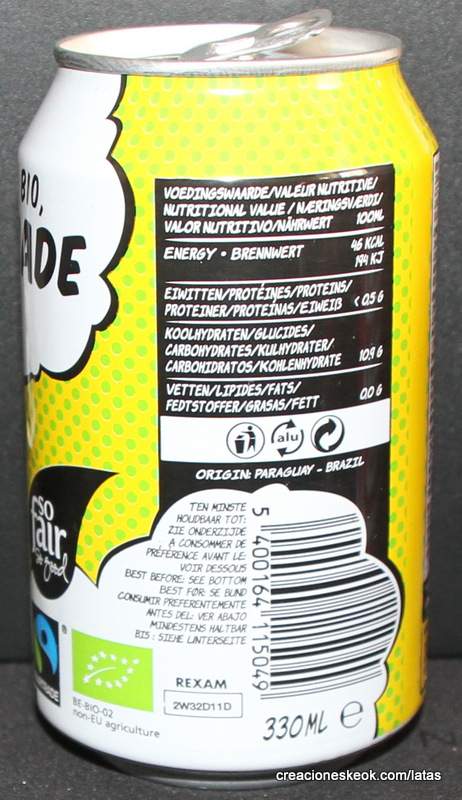 BIO,
ADE
VOEDINGSWAARDE/VALEUR NUTRITIVE/
NUTRITIONAL VALUE / NÆRINGSVÆRDI/
VALOR NUTRITIVO/NÄHRWERT 100ML
ENERGY • BRENNWERT 46 KCAL
194 KJ
EIWITTEN/PROTÉINES/PROTEINS/
PROTEINER/PROTEÍNAS/EIWEIß < 0,5 G
KOOLHYDRATEN/GLUCIDES/
CARBOHYDRATES/KULHYDRATER/
CARBOHIDRATOS/KOHLENHYDRATE 10,9 G
VETTEN/LIPIDES/FATS/
FEDTSTOFFER/GRASAS/FETT 0,0 G
alu
ORIGIN: PARAGUAY - BRAZIL
TEN MINSTE
HOUDBAAR TOT:
ZIE ONDERZIJDE
A CONSOMMER DE
PRÉFÉRENCE AVANT LE:
VOIR DESSOUS
BEST BEFORE: SEE BOTTOM
BEST FØR: SE BUND
CONSUMIR PREFERENTEMENTE
ANTES DEL: VER ABAJO
MINDESTENS HALTBAR
BIS : SIEHE UNTERSEITE
5 400164 115049
so
fair
so good
®
BE-BIO-02
non-EU agriculture
REXAM
2W32D11D
330ML e
creacioneskeok.com/latas